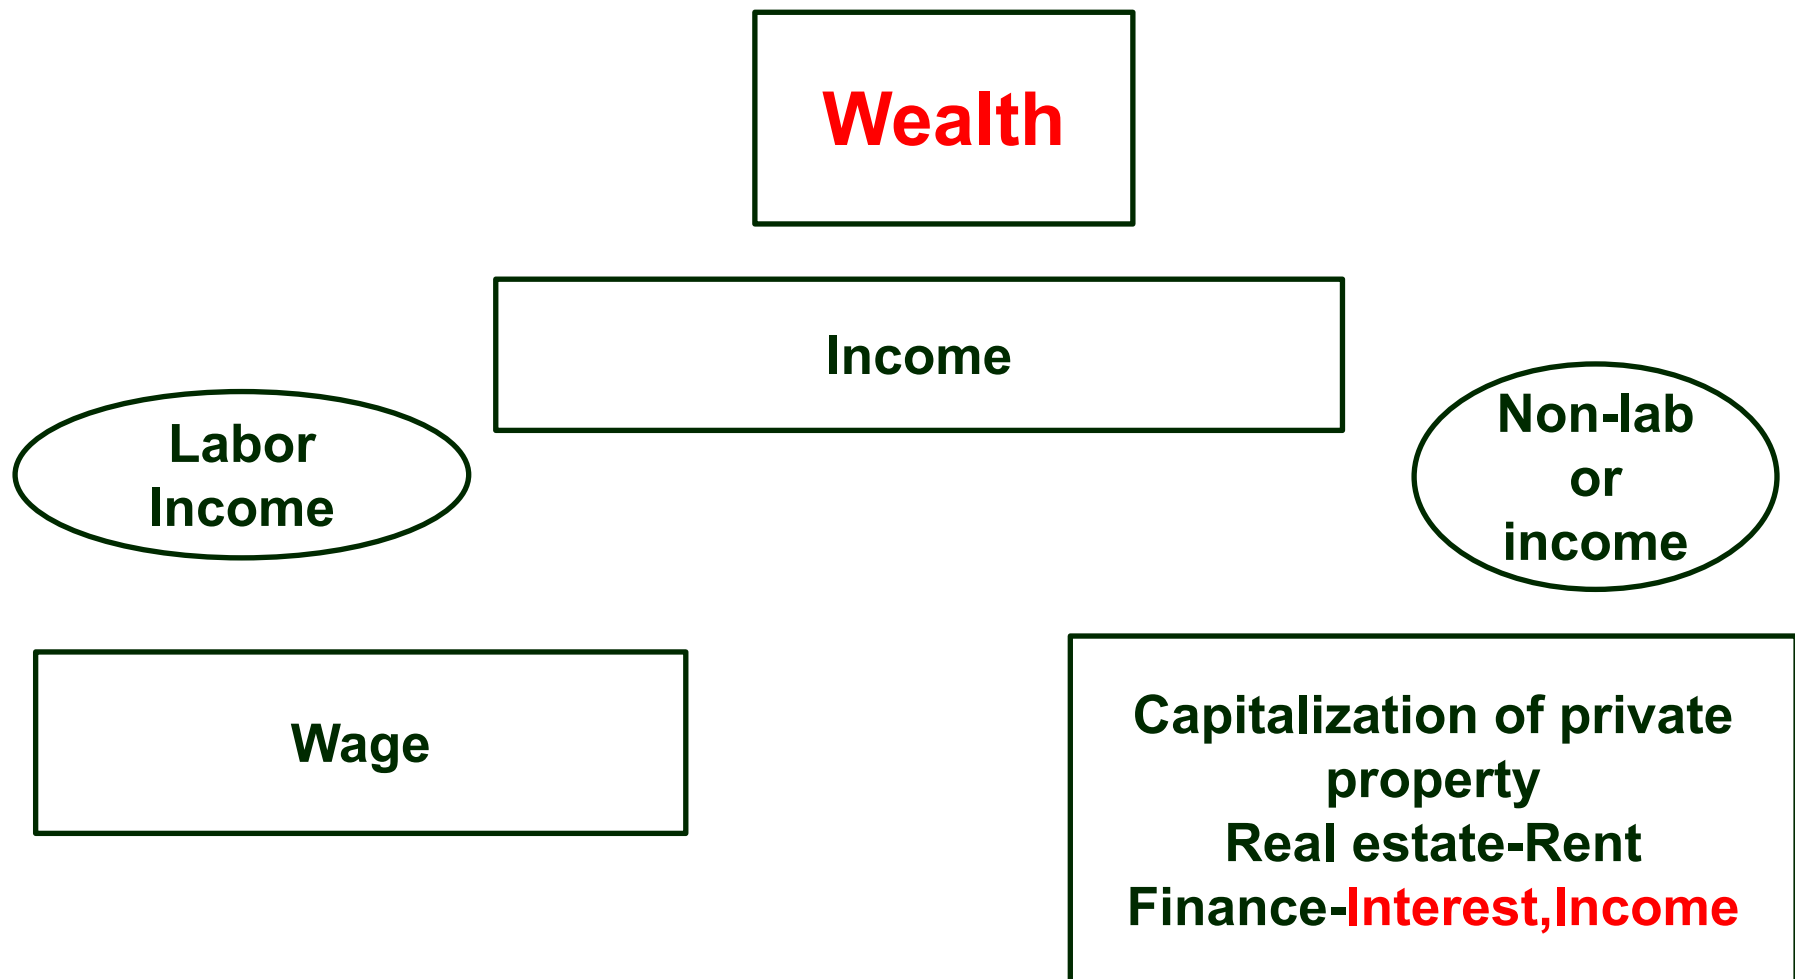 Wealth
Income
Labor
Income
Non-lab
or
income
Wage
Capitalization of private
property
Real estate-Rent
Finance-Interest,Income